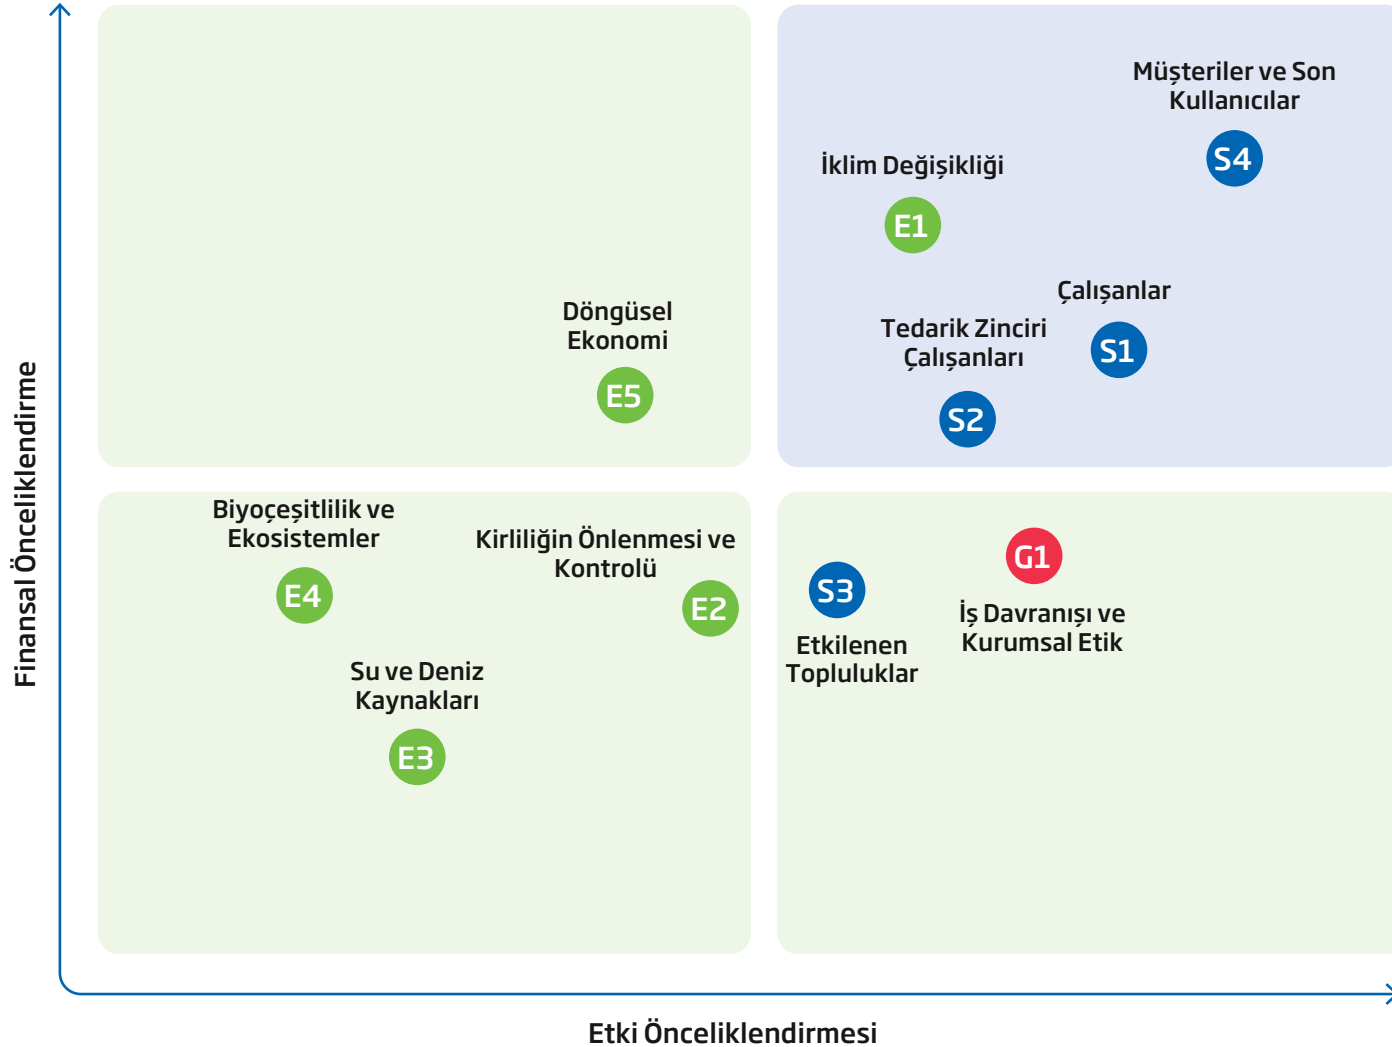 Müşteriler ve Son
Kullanıcılar
S4
İklim Değişikliği
E1
Çalışanlar
S1
Tedarik Zinciri
Çalışanları
S2
Döngüsel
Ekonomi
E5
Biyoçeşitlilik ve
Ekosistemler
E4
Kirliliğin Önlenmesi ve
Kontrolü
E2
Su ve Deniz
Kaynakları
E3
S3
Etkilenen
Topluluklar
G1
İş Davranışı ve
Kurumsal Etik
Finansal Önceliklendirme
Etki Önceliklendirmesi